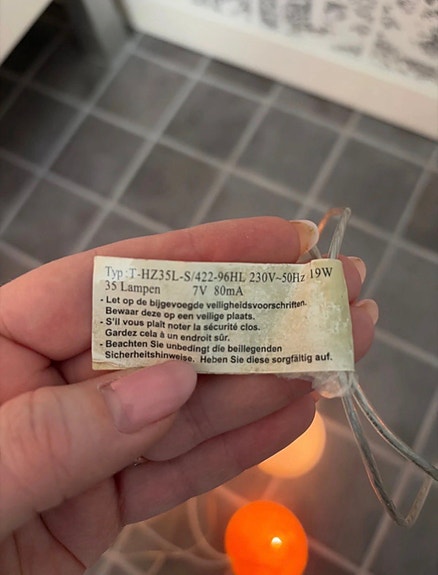 Typ :T-HZ35L-S/422-96HL 230V~50Hz 19W
35 Lampen 7V 80mA
- Let op de bijgevoegde veiligheidsvoorschriften.
Bewaar deze op een veilige plaats.
- S'il vous plaît noter la sécurité clos.
Gardez cela à un endroit sûr.
- Beachten Sie unbedingt die beillegenden
Sicherheitshinweise. Heben Sie diese sorgfältig auf.